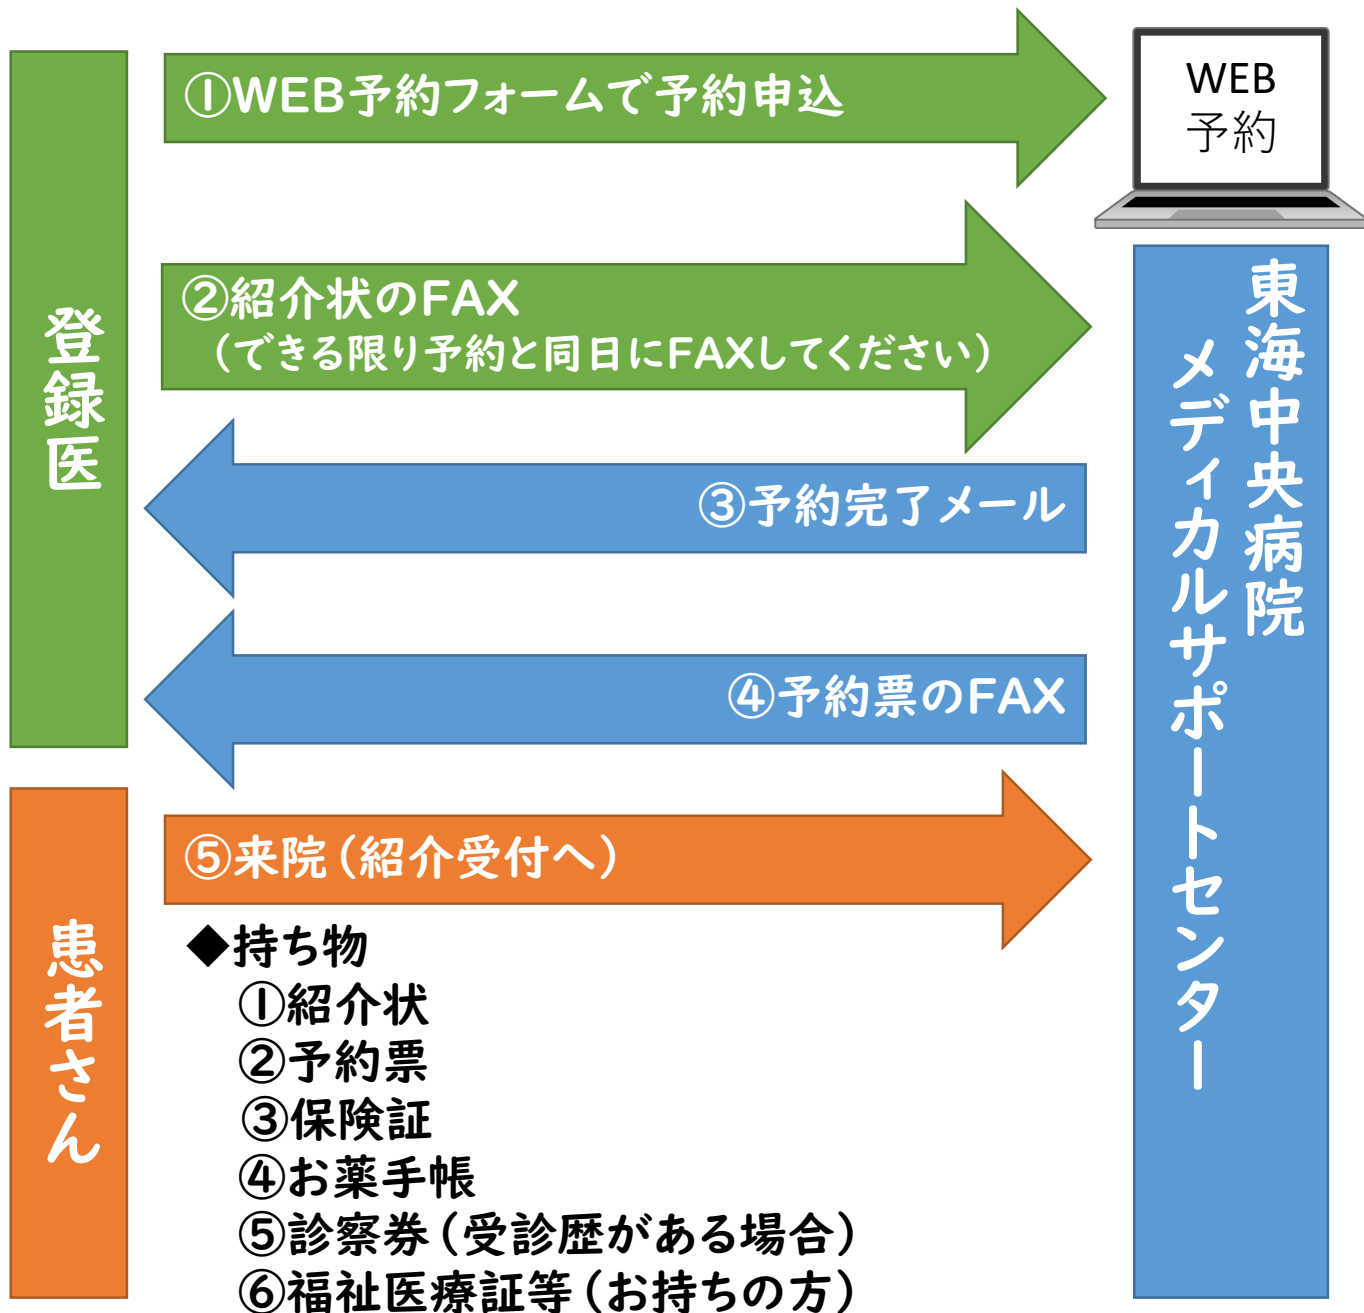 ①WEB予約フォームで予約申込
WEB
予約
②紹介状のFAX
（できる限り予約と同日にFAXしてください）
登録医
東海中央病院
メディカルサポートセンター
③予約完了メール
④予約票のFAX
⑤来院（紹介受付へ）
患者さん
◆持ち物
①紹介状
②予約票
③保険証
④お薬手帳
⑤診察券（受診歴がある場合）
⑥福祉医療証等（お持ちの方）